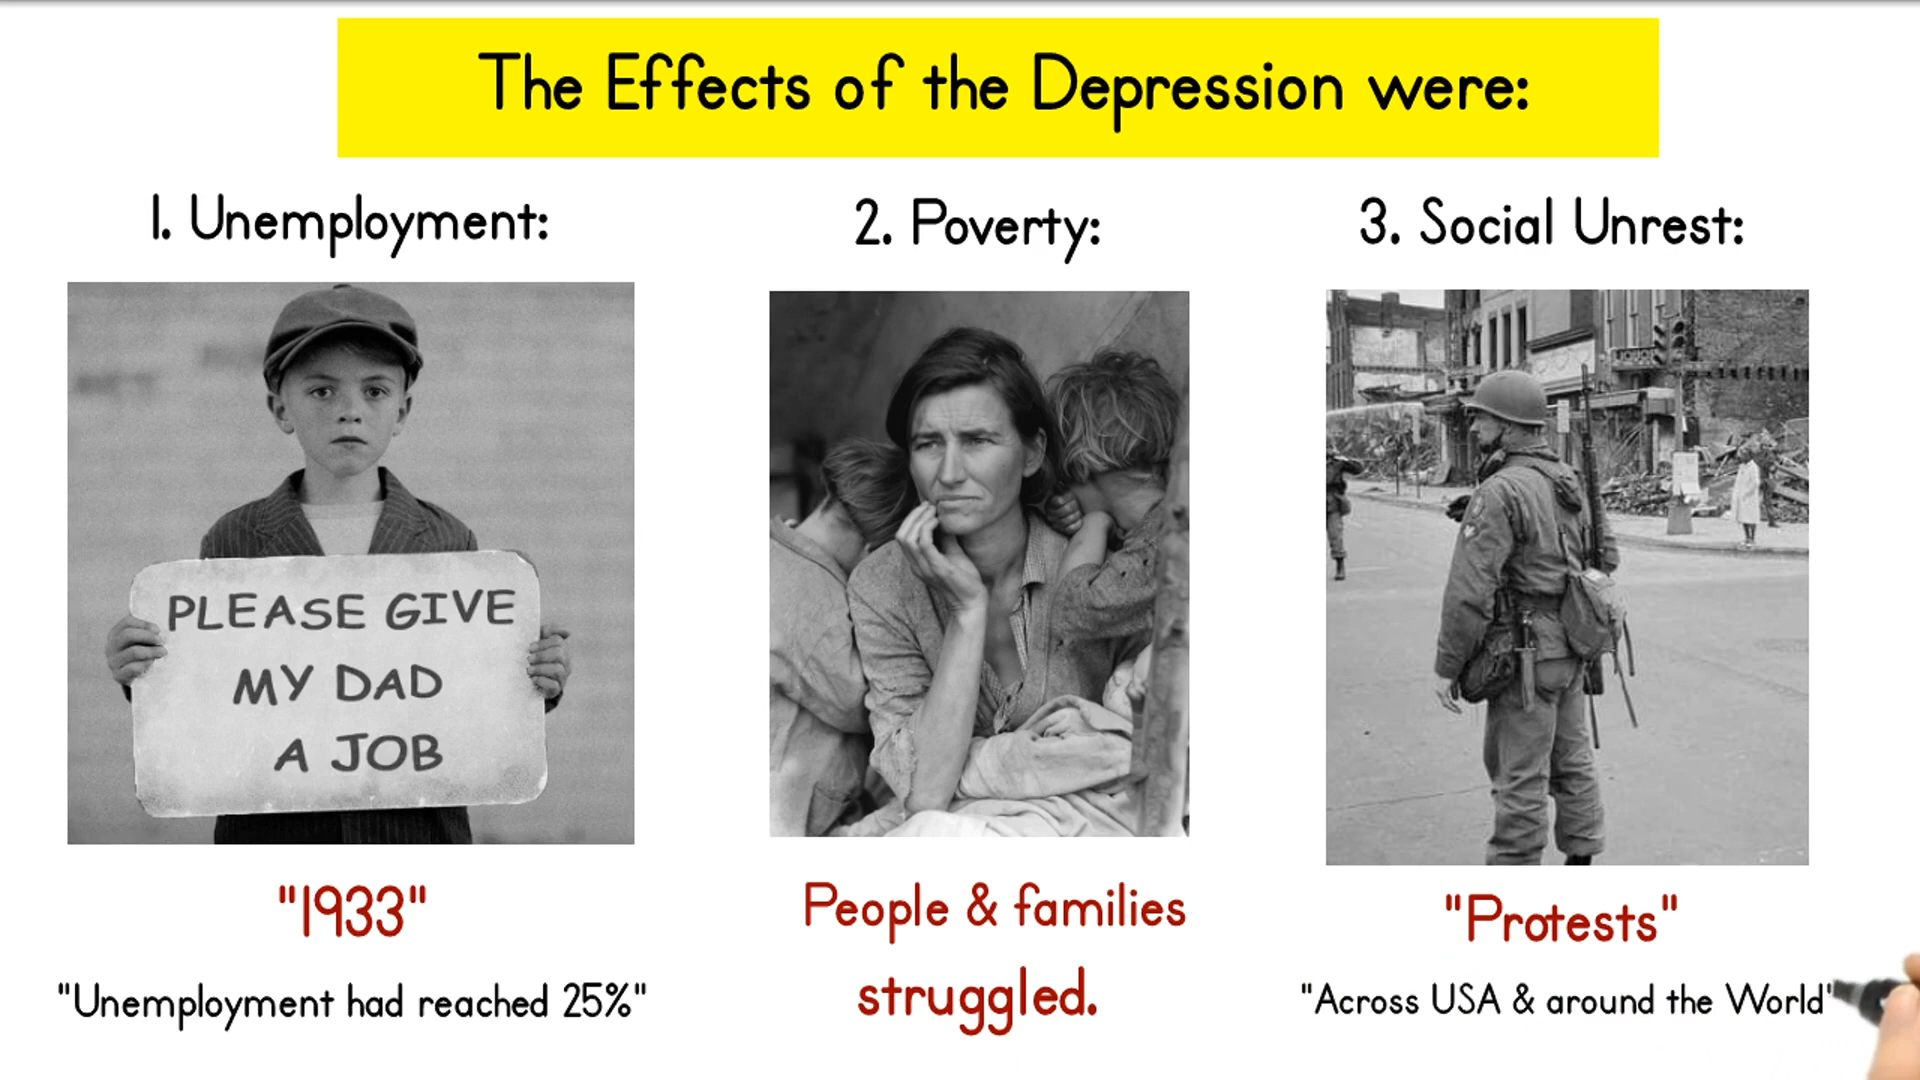 The Effects of the Depression were:
1. Unemployment:
PLEASE GIVE
MY DAD
A JOB
"1933"
"Unemployment had reached 25%"
2. Poverty:
People & families
struggled.
3. Social Unrest:
LIQUOR
"Protests"
"Across USA & around the World"